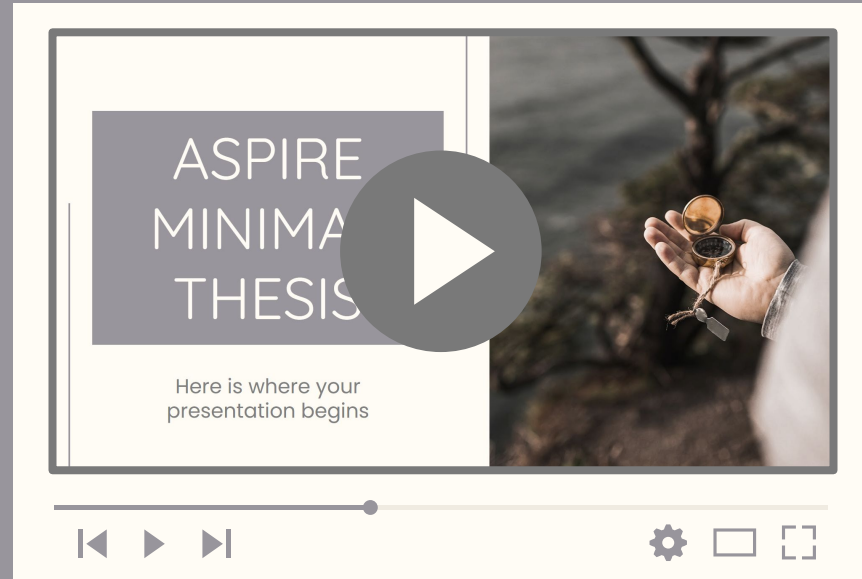 ASPIRE
MINIMA
THESIS
Here is where your
presentation begins